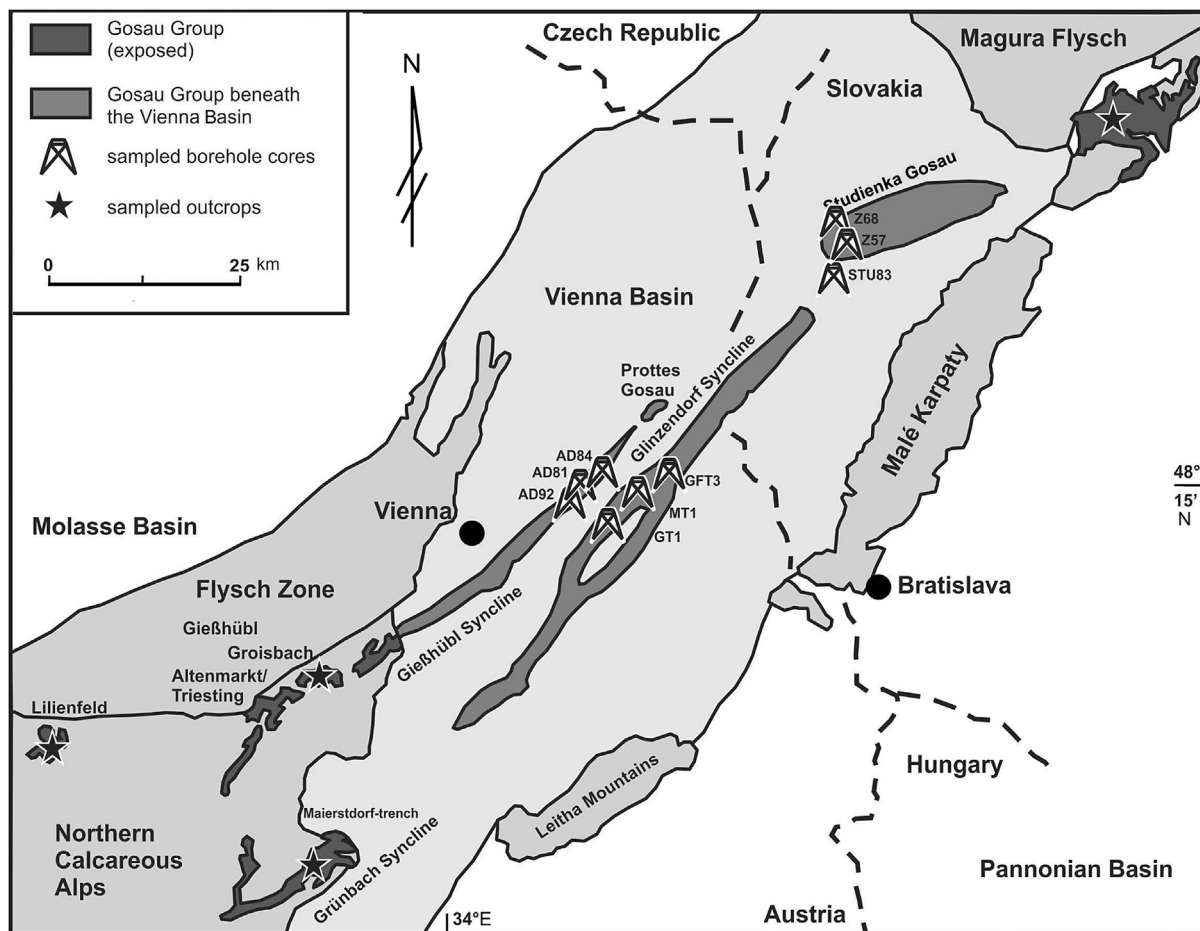 Gosau Group
(exposed)
Gosau Group beneath
the Vienna Basin
sampled borehole cores
sampled outcrops
0 25 km
N
Czech Republic
Magura Flysch
Slovakia
Studienka Gosau
Z68
Z57
STU83
Vienna Basin
Prottes
Gosau
Glinzendorf Syncline
Malé Karpaty
AD84
AD81
AD92
GFT3
MT1
GT1
48°
15'
N
Molasse Basin
Vienna
Flysch Zone
Bratislava
Gießhübl
Groisbach
Altenmarkt/
Triesting
Gießhübl Syncline
Lilienfeld
Hungary
Leitha Mountains
Maierstdorf-trench
Northern
Calcareous
Alps
Grünbach Syncline
Pannonian Basin
34°E
Austria